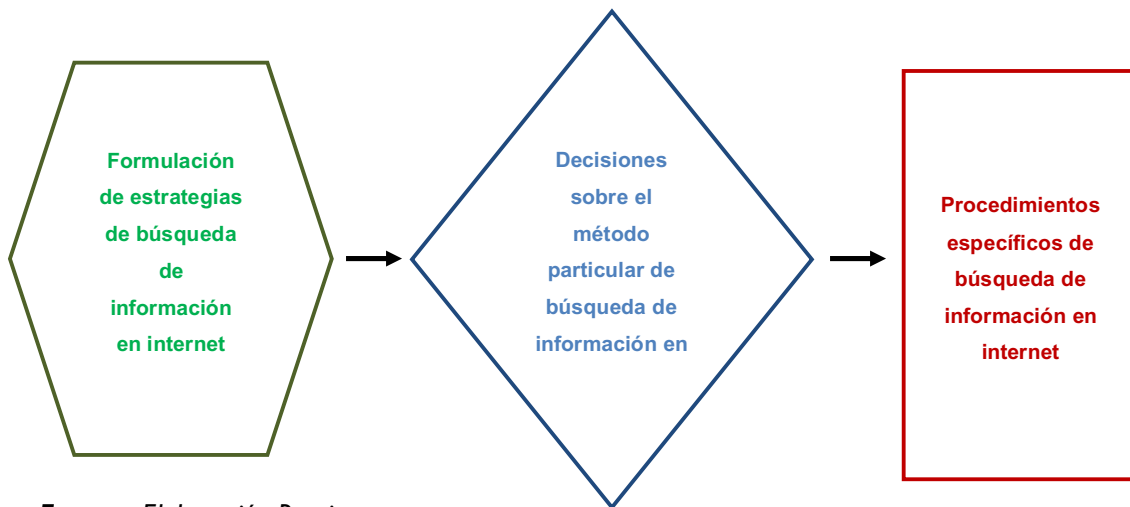 Formulación
de estrategias
de búsqueda
de
información
en internet
Decisiones
sobre el
método
particular de
búsqueda de
información en
Procedimientos
específicos de
búsqueda de
información en
internet